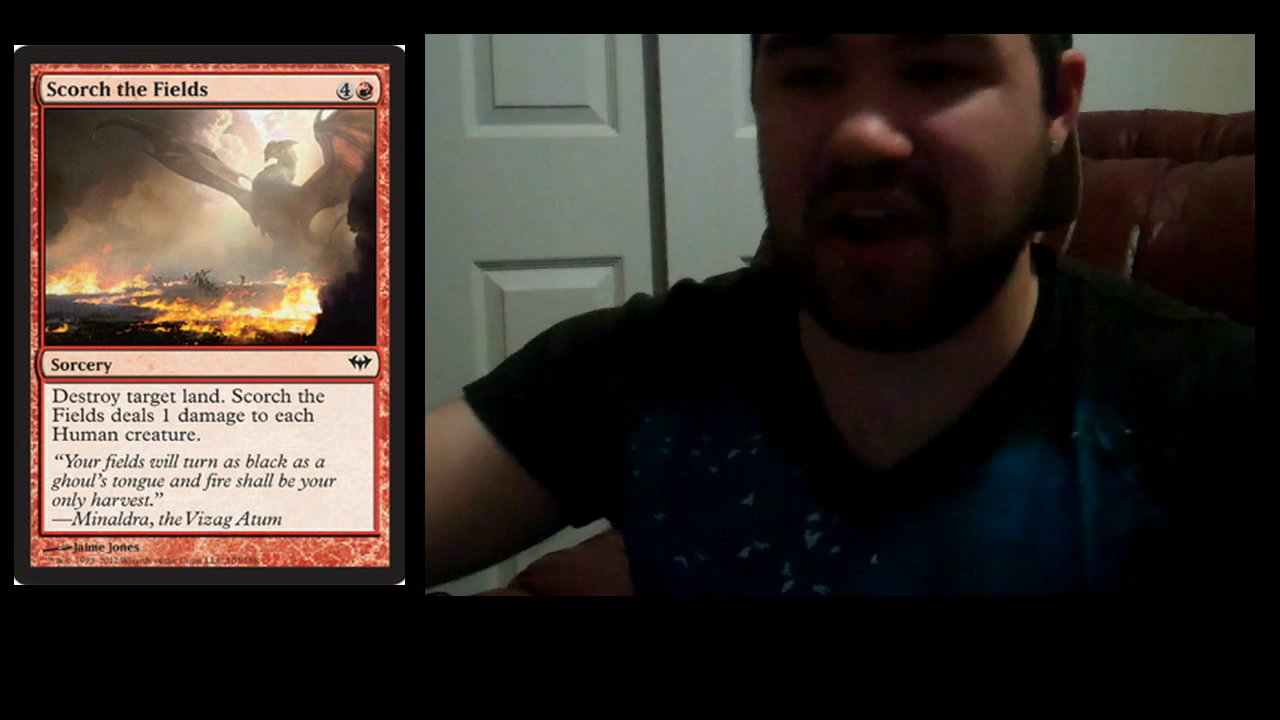 Scorch the Fields 4
Sorcery
Destroy target land. Scorch the
Fields deals 1 damage to each
Human creature.
"Your fields will turn as black as a
ghoul's tongue and fire shall be your
only harvest."
—Minaldra, the Vizag Atum
Jaime Jones